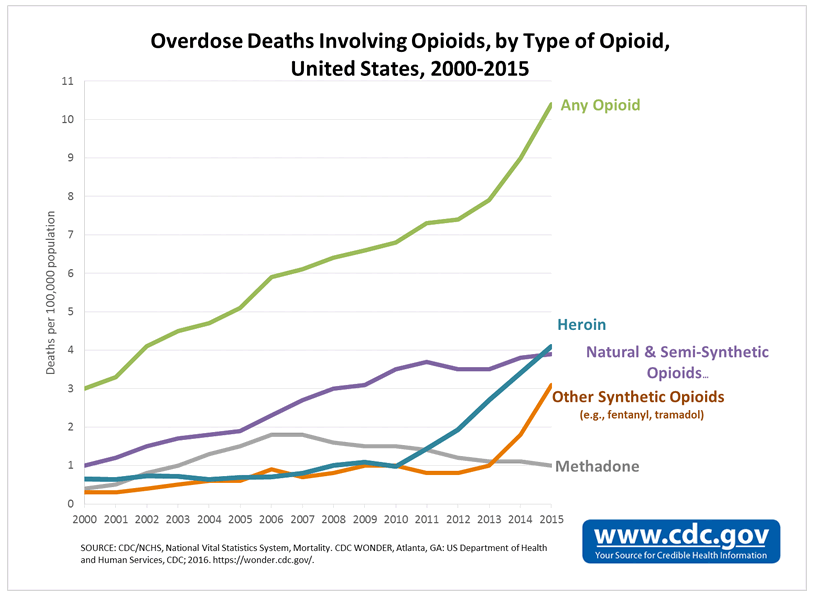 Overdose Deaths Involving Opioids, by Type of Opioid,
United States, 2000-2015
Deaths per 100,000 population
11
10
9
8
7
6
5
4
3
2
1
0
2000 2001 2002 2003 2004 2005 2006 2007 2008 2009 2010 2011 2012 2013 2014 2015
Any Opioid
Heroin
Natural & Semi-Synthetic
Opioids...
Other Synthetic Opioids
(e.g., fentanyl, tramadol)
Methadone
SOURCE: CDC/NCHS, National Vital Statistics System, Mortality. CDC WONDER, Atlanta, GA: US Department of Health
and Human Services, CDC; 2016. https://wonder.cdc.gov/.
www.cdc.gov
Your Source for Credible Health Information